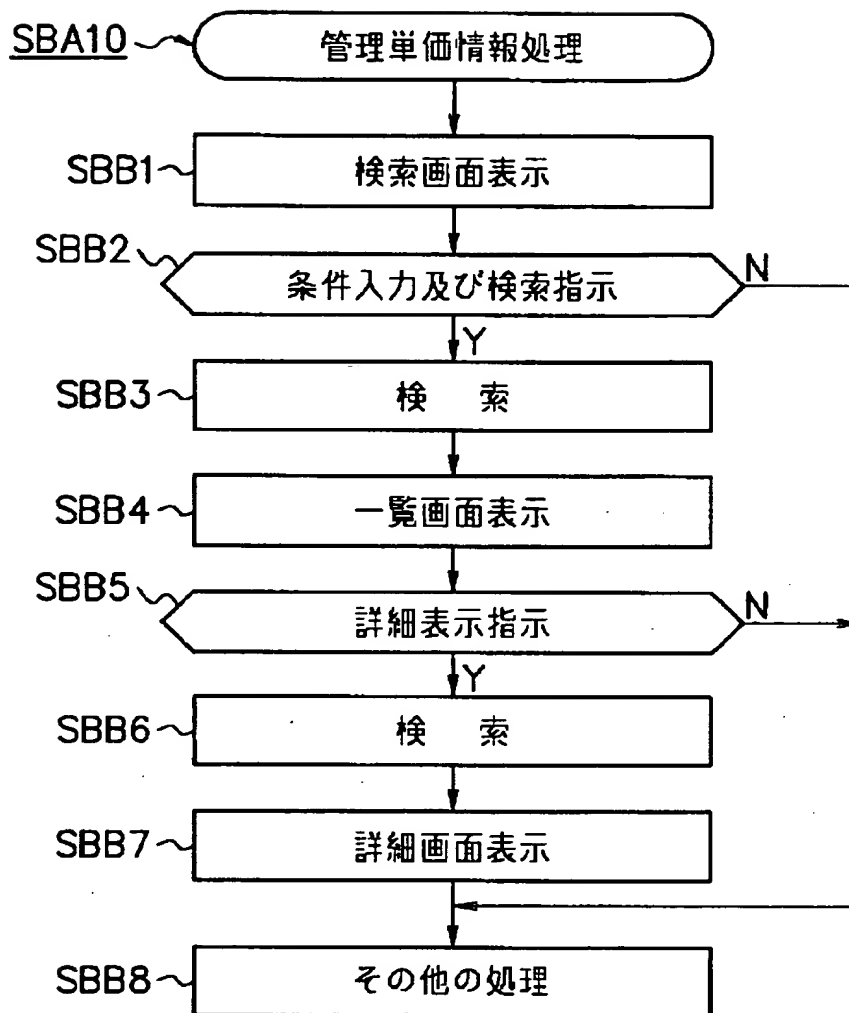 SBA10 管理単価情報処理
SBB1 検索画面表示
SBB2 条件入力及び検索指示 N
Y
SBB3 検 索
SBB4 一覧画面表示
SBB5 詳細表示指示 N
Y
SBB6 検 索
SBB7 詳細画面表示
SBB8 その他の処理